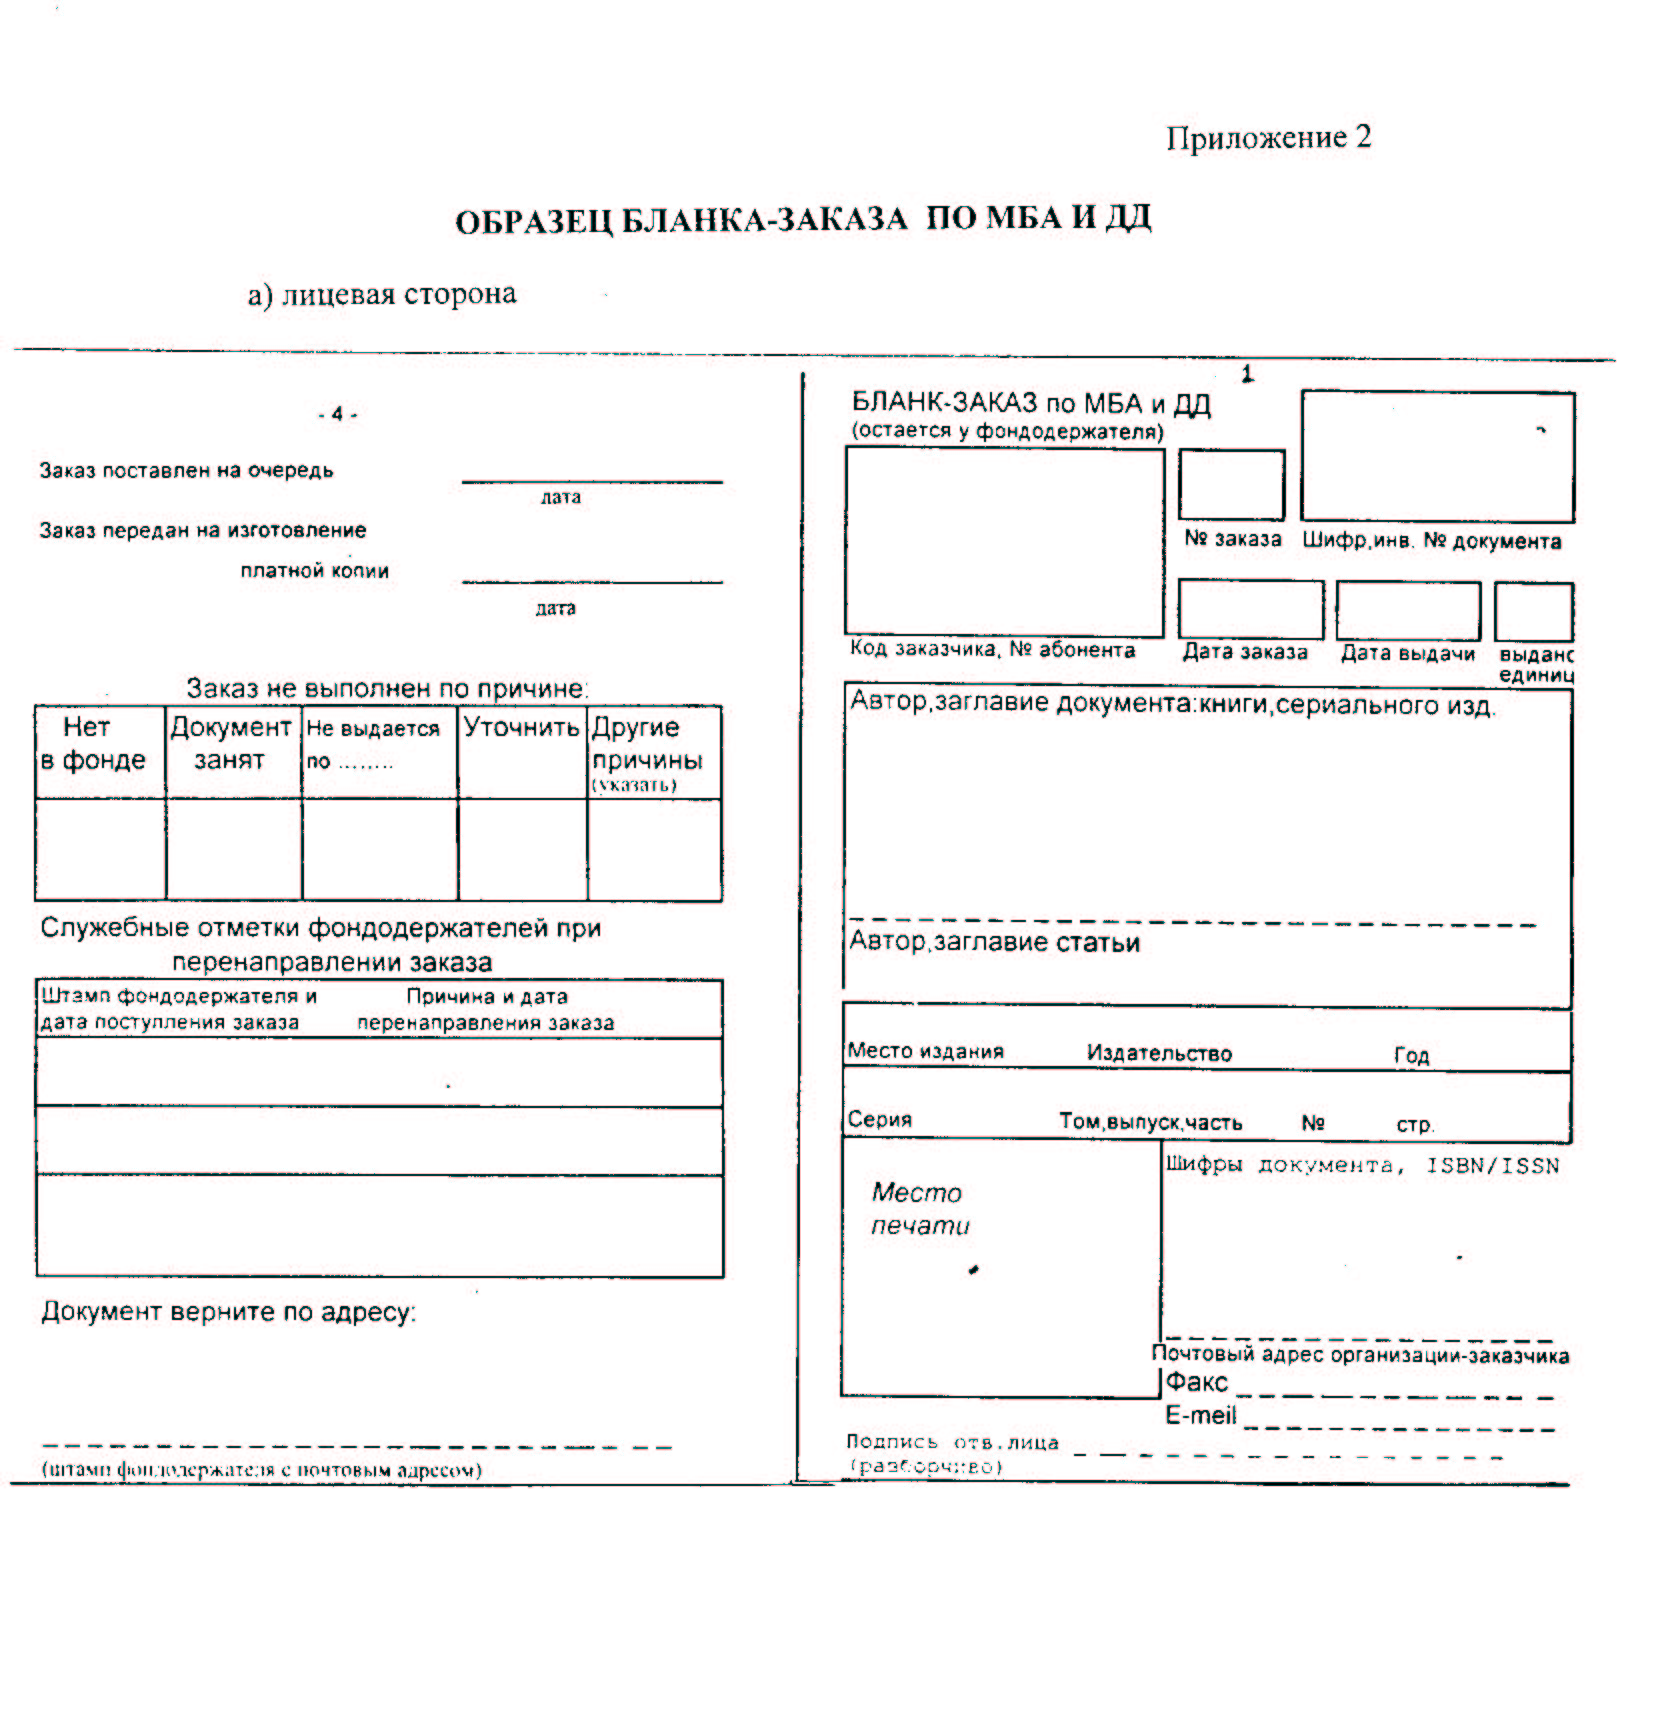 Приложение 2
ОБРАЗЕЦ БЛАНКА-ЗАКАЗА ПО МБА И ДД
а) лицевая сторона
- 4 -
Заказ поставлен на очередь
дата
Заказ передан на изготовление
платной копии
дата
Заказ не выполнен по причине:
Нет в фонде
Документ занят
Не выдается по ........
Уточнить
Другие причины (указать)
Служебные отметки фондодержателей при
перенаправлении заказа
Штамп фондодержателя и Причина и дата
дата поступления заказа перенаправления заказа
Документ верните по адресу:
(штамп фондодержателя с почтовым адресом)
1
БЛАНК-ЗАКАЗ по МБА и ДД
(остается у фондодержателя)
№ заказа Шифр,инв. № документа
Код заказчика, № абонента Дата заказа Дата выдачи выданс
единиц
Автор,заглавие документа:книги,сериального изд.
Автор,заглавие статьи
Место издания Издательство Год
Серия Том,выпуск,часть № стр.
Шифры документа, ISBN/ISSN
Место
печати
Почтовый адрес организации-заказчика
Факс
E-meil
Подпись отв.лица
(разборчиво)